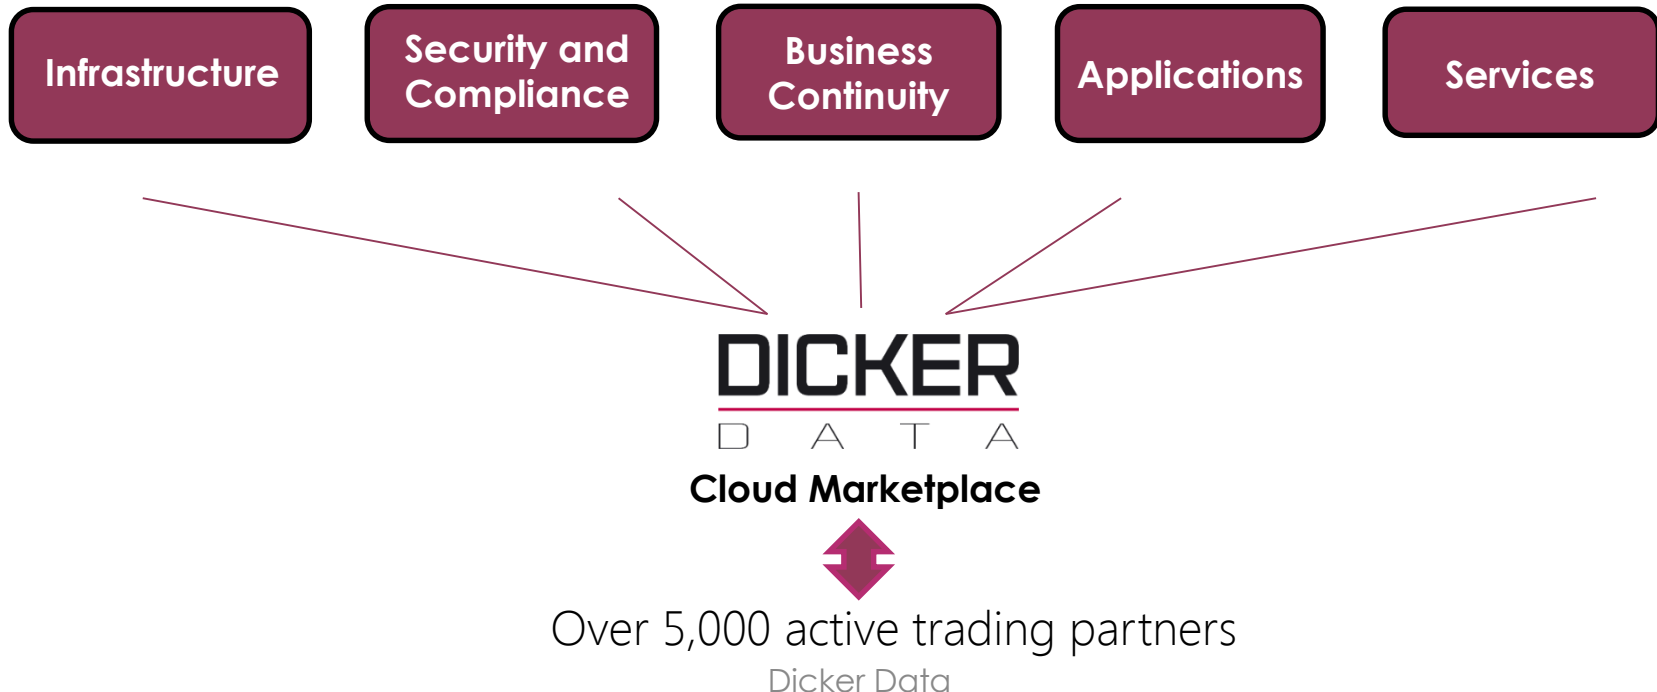 Infrastructure
Security and
Compliance
Business
Continuity
Applications
Services
DICKER
DATA
Cloud Marketplace
Over 5,000 active trading partners
Dicker Data